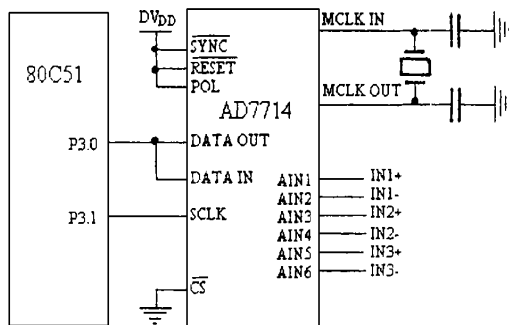 DVDD
MCLK IN
SYNC
RESET
80C51
POL
MCLK OUT
AD7714
P3.0
DATA OUT
DATA IN
AIN1
IN1+
AIN2
IN1-
P3.1
SCLK
AIN3
IN2+
AIN4
IN2-
AIN5
IN3+
CS
AIN6
IN3-